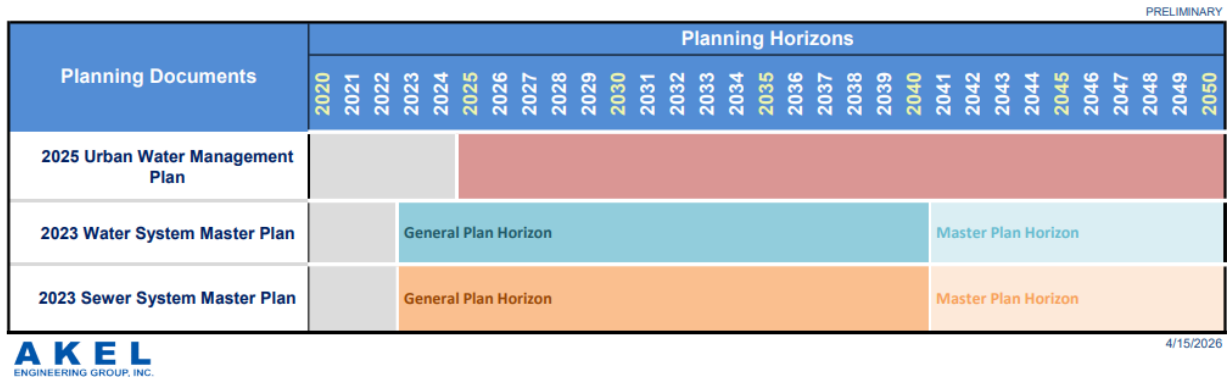 PRELIMINARY
Planning Documents
Planning Horizons
2020 2021 2022 2023 2024 2025 2026 2027 2028 2029 2030 2031 2032 2033 2034 2035 2036 2037 2038 2039 2040 2041 2042 2043 2044 2045 2046 2047 2048 2049 2050
2025 Urban Water Management
Plan
2023 Water System Master Plan
General Plan Horizon
Master Plan Horizon
2023 Sewer System Master Plan
General Plan Horizon
Master Plan Horizon
AKEL
ENGINEERING GROUP, INC.
4/15/2026